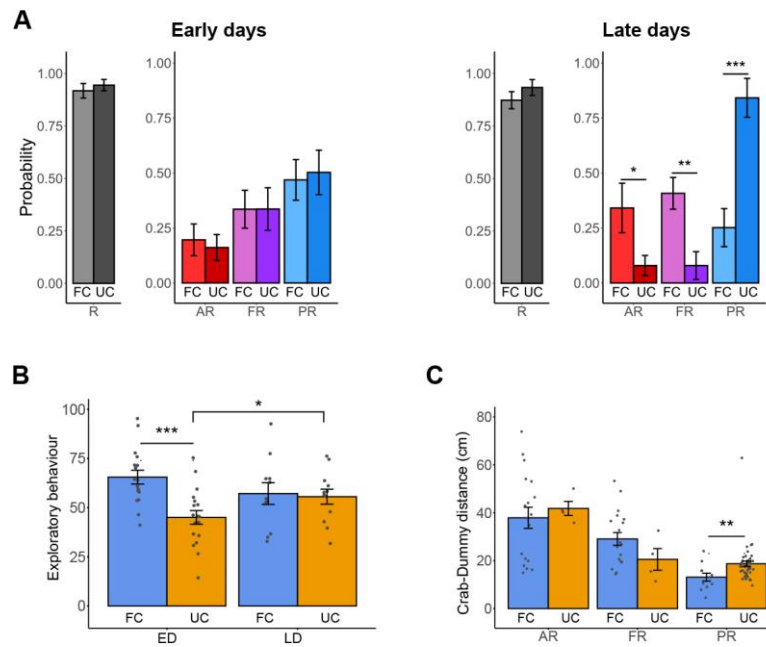 A
Early days
Late days
Probability
1.00
0.75
0.50
0.25
0.00
FC UC
R
1.00
0.75
0.50
0.25
0.00
FC UC FC UC FC UC
AR FR PR
1.00
0.75
0.50
0.25
0.00
FC UC
R
1.00
0.75
0.50
0.25
0.00
* ** ***
FC UC FC UC FC UC
AR FR PR
B
Exploratory behaviour
100
75
50
25
0
*** *
FC UC FC UC
ED LD
C
Crab-Dummy distance (cm)
80
60
40
20
0
**
FC UC FC UC FC UC
AR FR PR